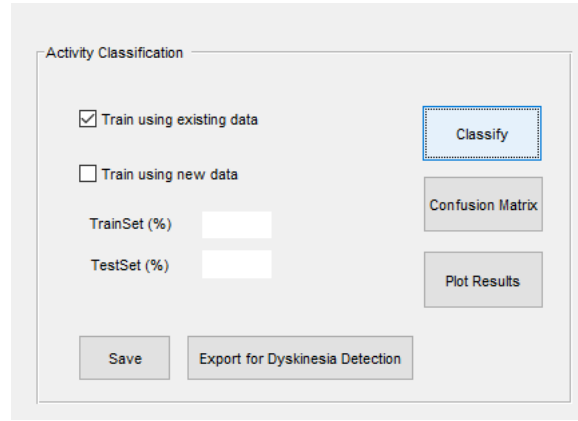 Activity Classification
Train using existing data
Classify
Train using new data
Confusion Matrix
TrainSet (%)
TestSet (%)
Plot Results
Save
Export for Dyskinesia Detection